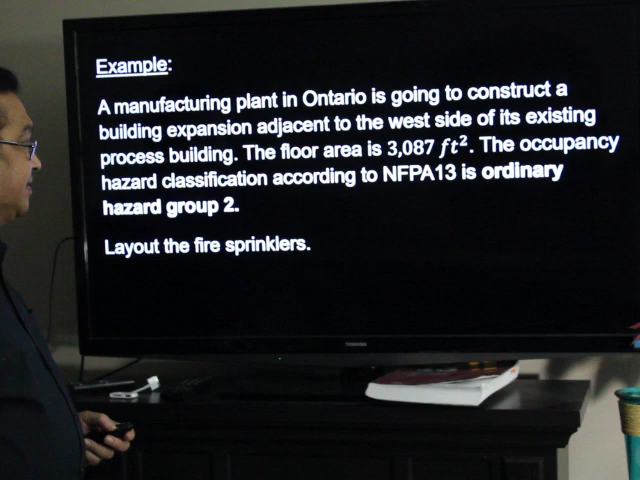 Example:
A manufacturing plant in Ontario is going to construct a
building expansion adjacent to the west side of its existing
process building. The floor area is 3,087 ft². The occupancy
hazard classification according to NFPA13 is ordinary
hazard group 2.
Layout the fire sprinklers.
TOSHIBA